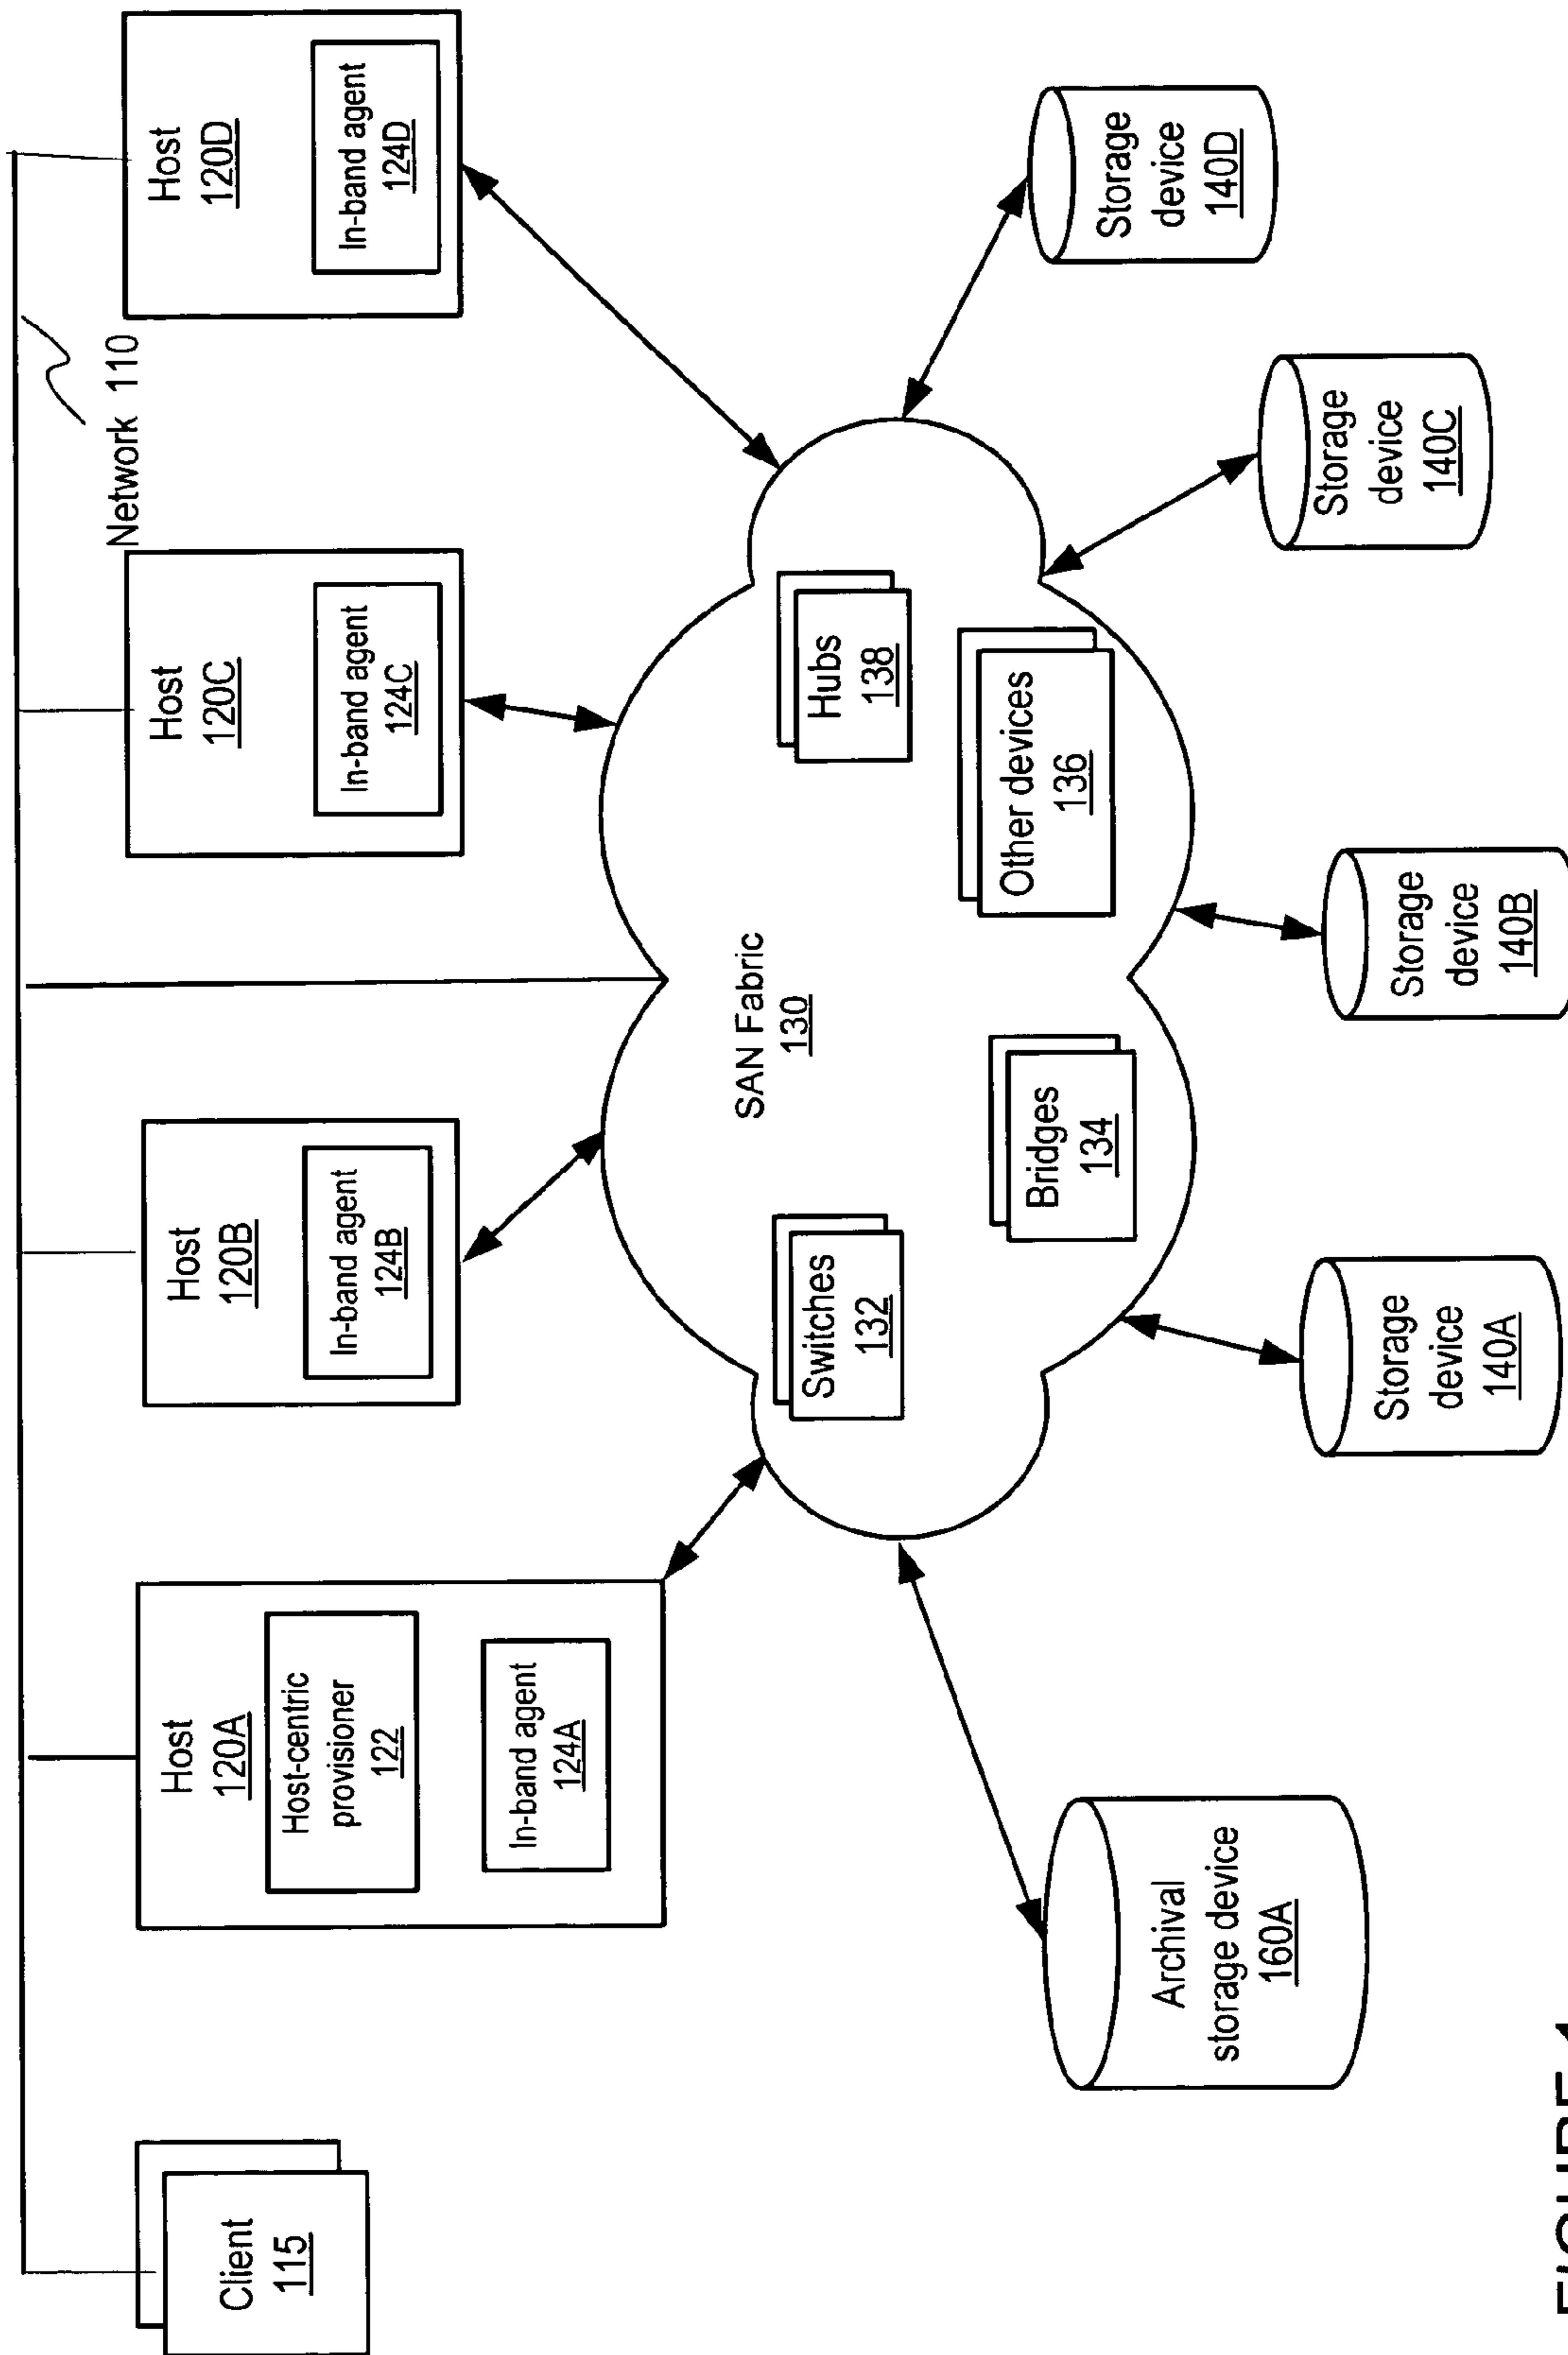 Network 110
Client
115
Host
120A
Host-centric
provisioner
122
In-band agent
124A
Host
120B
In-band agent
124B
Host
120C
In-band agent
124C
Host
120D
In-band agent
124D
SAN Fabric
130
Switches
132
Hubs
138
Bridges
134
Other devices
136
Archival
storage device
160A
Storage
device
140A
Storage
device
140B
Storage
device
140C
Storage
device
140D
FIGURE 1